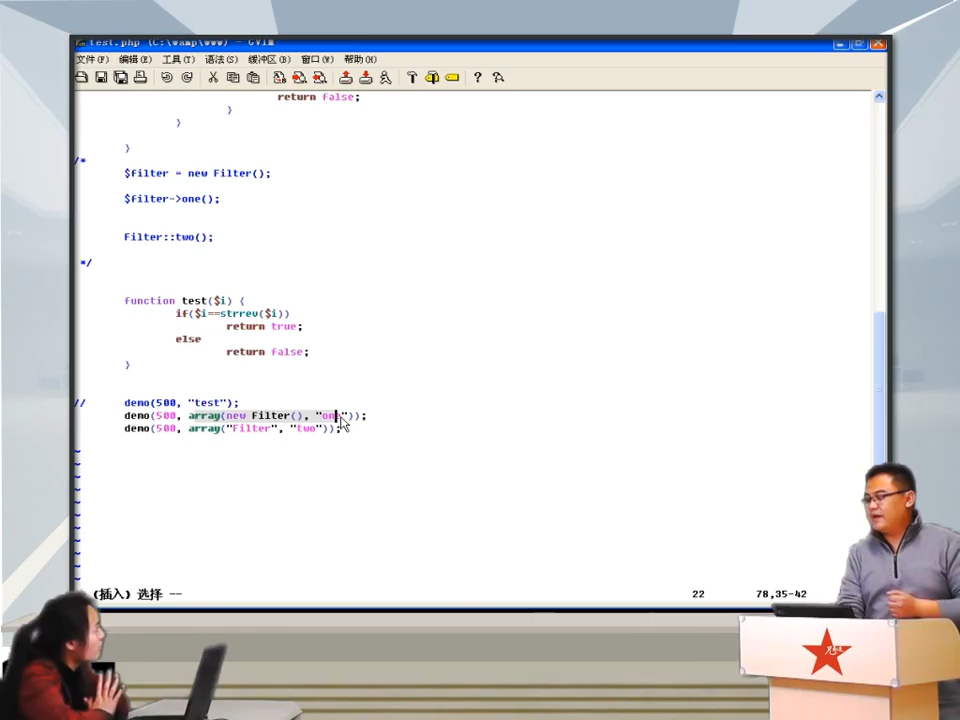 test.php (C:\wamp\www) - GVIM
文件(F) 编辑(E) 工具(T) 语法(S) 缓冲区(B) 窗口(W) 帮助(H)
return false;
}
}
}
/*
$filter = new Filter();
$filter->one();
Filter::two();
*/
function test($i) {
if($i==strrev($i))
return true;
else
return false;
}
// demo(500, "test");
demo(500, array(new Filter(), "one"));
demo(500, array("Filter", "two"));
~
~
~
~
~
~
~
~
~
~
~
(插入) 选择 --
22
78,35-42